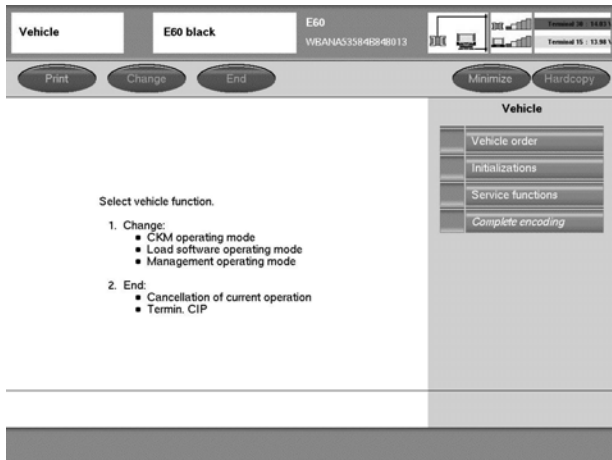 Vehicle
E60 black
E60
WBANA53584B848013
Terminal 30 : 14.03 V
Terminal 15 : 13.98 V
Print
Change
End
Minimize
Hardcopy
Vehicle
Vehicle order
Initializations
Service functions
Complete encoding
Select vehicle function.
1. Change:
■ CKM operating mode
■ Load software operating mode
■ Management operating mode
2. End:
■ Cancellation of current operation
■ Termin. CIP